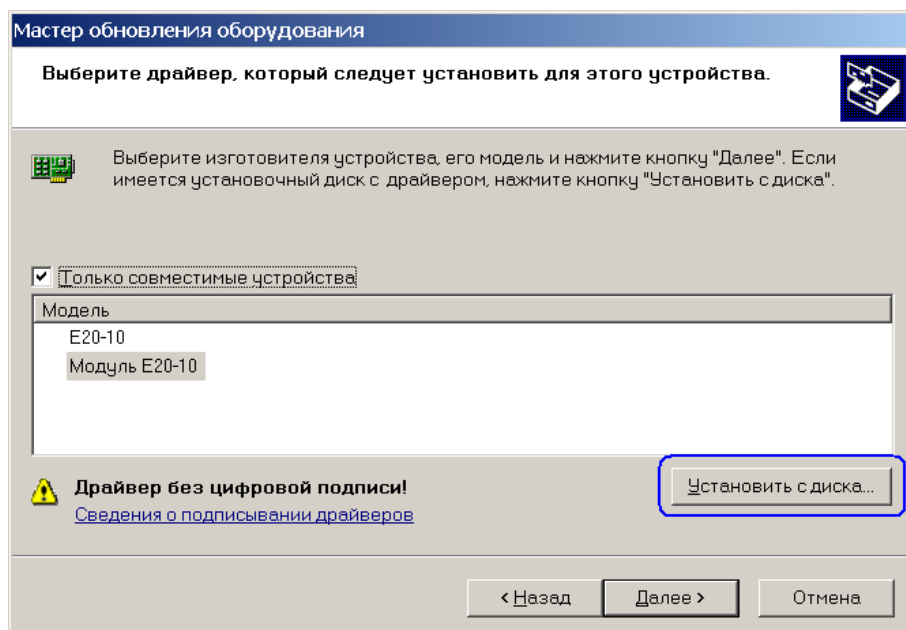 Мастер обновления оборудования
Выберите драйвер, который следует установить для этого устройства.
Выберите изготовителя устройства, его модель и нажмите кнопку "Далее". Если
имеется установочный диск с драйвером, нажмите кнопку "Установить с диска".
Только совместимые устройства
Модель
E20-10
Модуль E20-10
Драйвер без цифровой подписи!
Установить с диска...
Сведения о подписывании драйверов
< Назад
Далее >
Отмена